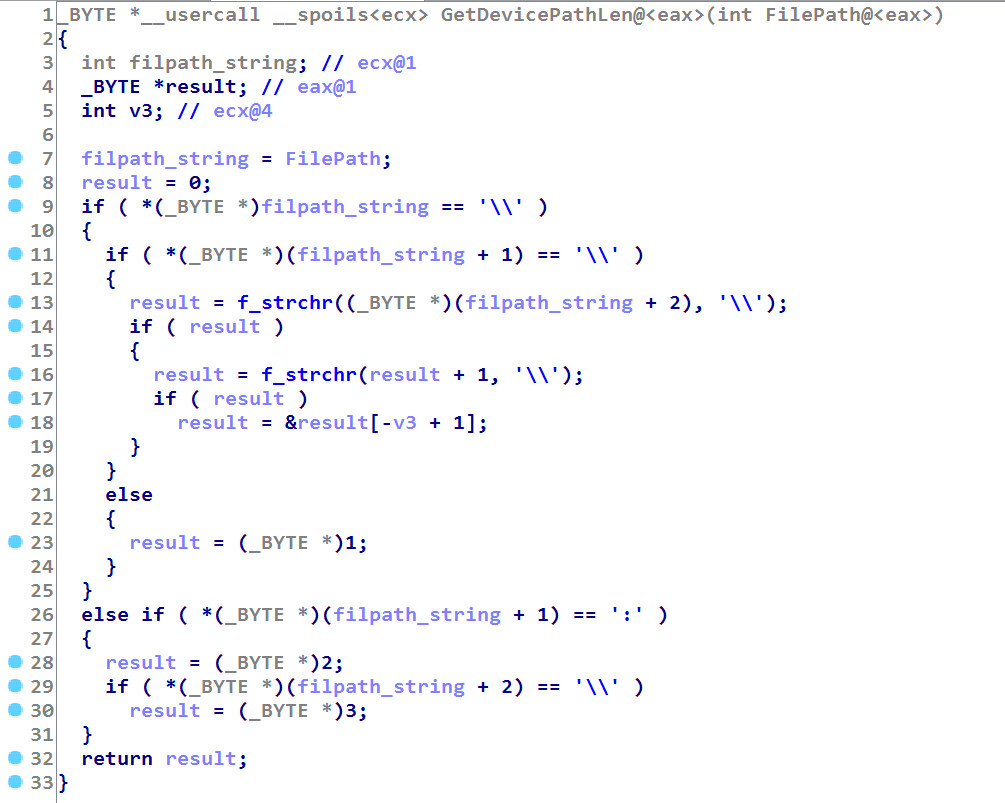 1 _BYTE *__usercall __spoils<ecx> GetDevicePathLen@<eax>(int FilePath@<eax>)
2 {
3   int filpath_string; // ecx@1
4   _BYTE *result; // eax@1
5   int v3; // ecx@4
6
7   filpath_string = FilePath;
8   result = 0;
9   if ( *(_BYTE *)filpath_string == '\\' )
10   {
11     if ( *(_BYTE *)(filpath_string + 1) == '\\' )
12     {
13       result = f_strchr((_BYTE *)(filpath_string + 2), '\\');
14       if ( result )
15       {
16         result = f_strchr(result + 1, '\\');
17         if ( result )
18           result = &result[-v3 + 1];
19       }
20     }
21     else
22     {
23       result = (_BYTE *)1;
24     }
25   }
26   else if ( *(_BYTE *)(filpath_string + 1) == ':' )
27   {
28     result = (_BYTE *)2;
29     if ( *(_BYTE *)(filpath_string + 2) == '\\' )
30       result = (_BYTE *)3;
31   }
32   return result;
33 }